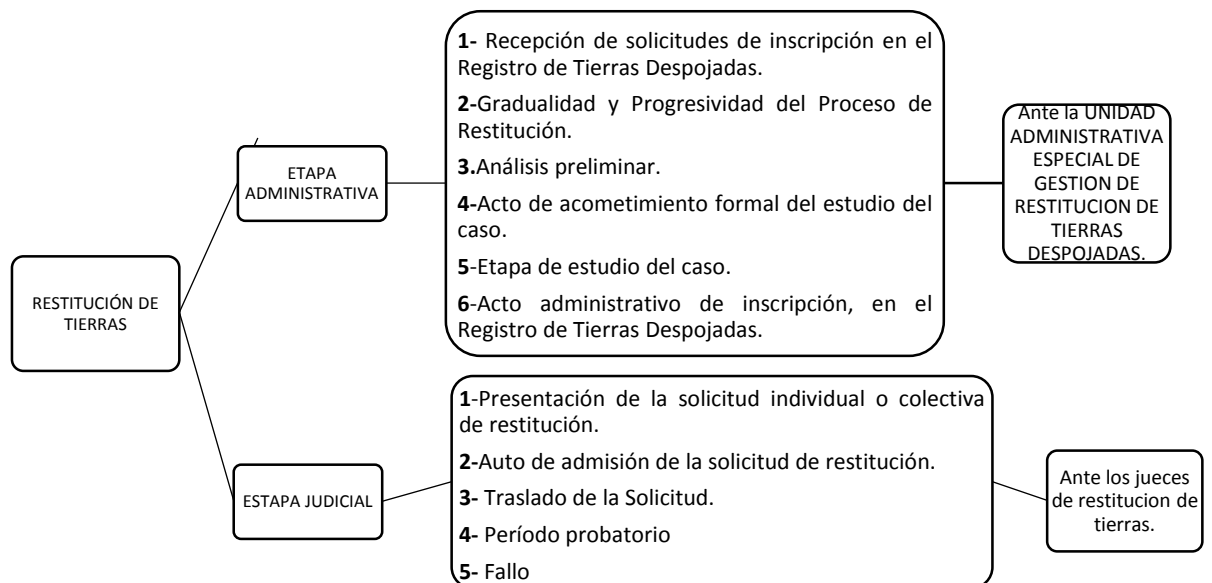 RESTITUCIÓN DE
TIERRAS
ETAPA
ADMINISTRATIVA
1- Recepción de solicitudes de inscripción en el
Registro de Tierras Despojadas.
2-Gradualidad y Progresividad del Proceso de
Restitución.
3.Análisis preliminar.
4-Acto de acometimiento formal del estudio del
caso.
5-Etapa de estudio del caso.
6-Acto administrativo de inscripción, en el
Registro de Tierras Despojadas.
Ante la UNIDAD
ADMINISTRATIVA
ESPECIAL DE
GESTION DE
RESTITUCION DE
TIERRAS
DESPOJADAS.
ESTAPA JUDICIAL
1-Presentación de la solicitud individual o colectiva
de restitución.
2-Auto de admisión de la solicitud de restitución.
3- Traslado de la Solicitud.
4- Período probatorio
5- Fallo
Ante los jueces
de restitucion de
tierras.